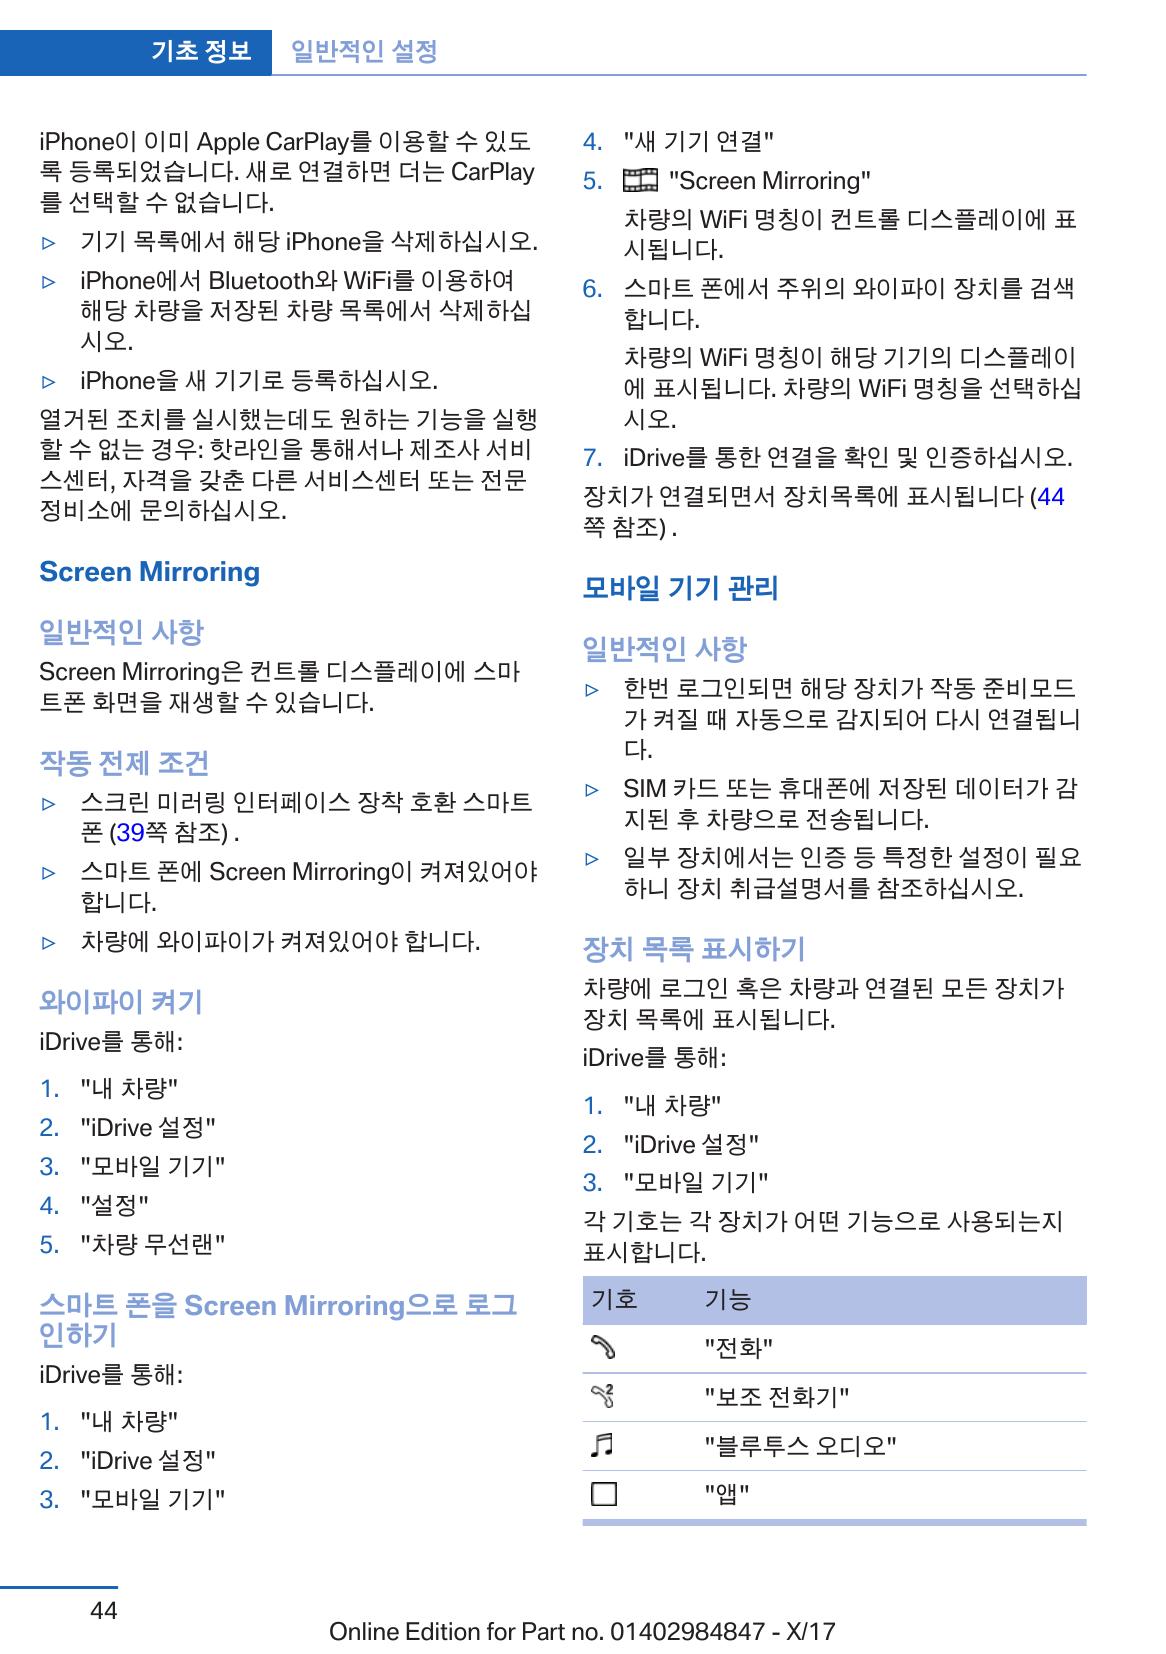 기초 정보 일반적인 설정
iPhone이 이미 Apple CarPlay를 이용할 수 있도
록 등록되었습니다. 새로 연결하면 더는 CarPlay
를 선택할 수 없습니다.
▷ 기기 목록에서 해당 iPhone을 삭제하십시오.
▷ iPhone에서 Bluetooth와 WiFi를 이용하여
해당 차량을 저장된 차량 목록에서 삭제하십
시오.
▷ iPhone을 새 기기로 등록하십시오.
열거된 조치를 실시했는데도 원하는 기능을 실행
할 수 없는 경우: 핫라인을 통해서나 제조사 서비
스센터, 자격을 갖춘 다른 서비스센터 또는 전문
정비소에 문의하십시오.
Screen Mirroring
일반적인 사항
Screen Mirroring은 컨트롤 디스플레이에 스마
트폰 화면을 재생할 수 있습니다.
작동 전제 조건
▷ 스크린 미러링 인터페이스 장착 호환 스마트
폰 (39쪽 참조) .
▷ 스마트 폰에 Screen Mirroring이 켜져있어야
합니다.
▷ 차량에 와이파이가 켜져있어야 합니다.
와이파이 켜기
iDrive를 통해:
1. "내 차량"
2. "iDrive 설정"
3. "모바일 기기"
4. "설정"
5. "차량 무선랜"
스마트 폰을 Screen Mirroring으로 로그
인하기
iDrive를 통해:
1. "내 차량"
2. "iDrive 설정"
3. "모바일 기기"
4. "새 기기 연결"
5. "Screen Mirroring"
차량의 WiFi 명칭이 컨트롤 디스플레이에 표
시됩니다.
6. 스마트 폰에서 주위의 와이파이 장치를 검색
합니다.
차량의 WiFi 명칭이 해당 기기의 디스플레이
에 표시됩니다. 차량의 WiFi 명칭을 선택하십
시오.
7. iDrive를 통한 연결을 확인 및 인증하십시오.
장치가 연결되면서 장치목록에 표시됩니다 (44
쪽 참조) .
모바일 기기 관리
일반적인 사항
▷ 한번 로그인되면 해당 장치가 작동 준비모드
가 켜질 때 자동으로 감지되어 다시 연결됩니
다.
▷ SIM 카드 또는 휴대폰에 저장된 데이터가 감
지된 후 차량으로 전송됩니다.
▷ 일부 장치에서는 인증 등 특정한 설정이 필요
하니 장치 취급설명서를 참조하십시오.
장치 목록 표시하기
차량에 로그인 혹은 차량과 연결된 모든 장치가
장치 목록에 표시됩니다.
iDrive를 통해:
1. "내 차량"
2. "iDrive 설정"
3. "모바일 기기"
각 기호는 각 장치가 어떤 기능으로 사용되는지
표시합니다.
기호 기능
"전화"
2 "보조 전화기"
"블루투스 오디오"
"앱"
44
Online Edition for Part no. 01402984847 - X/17